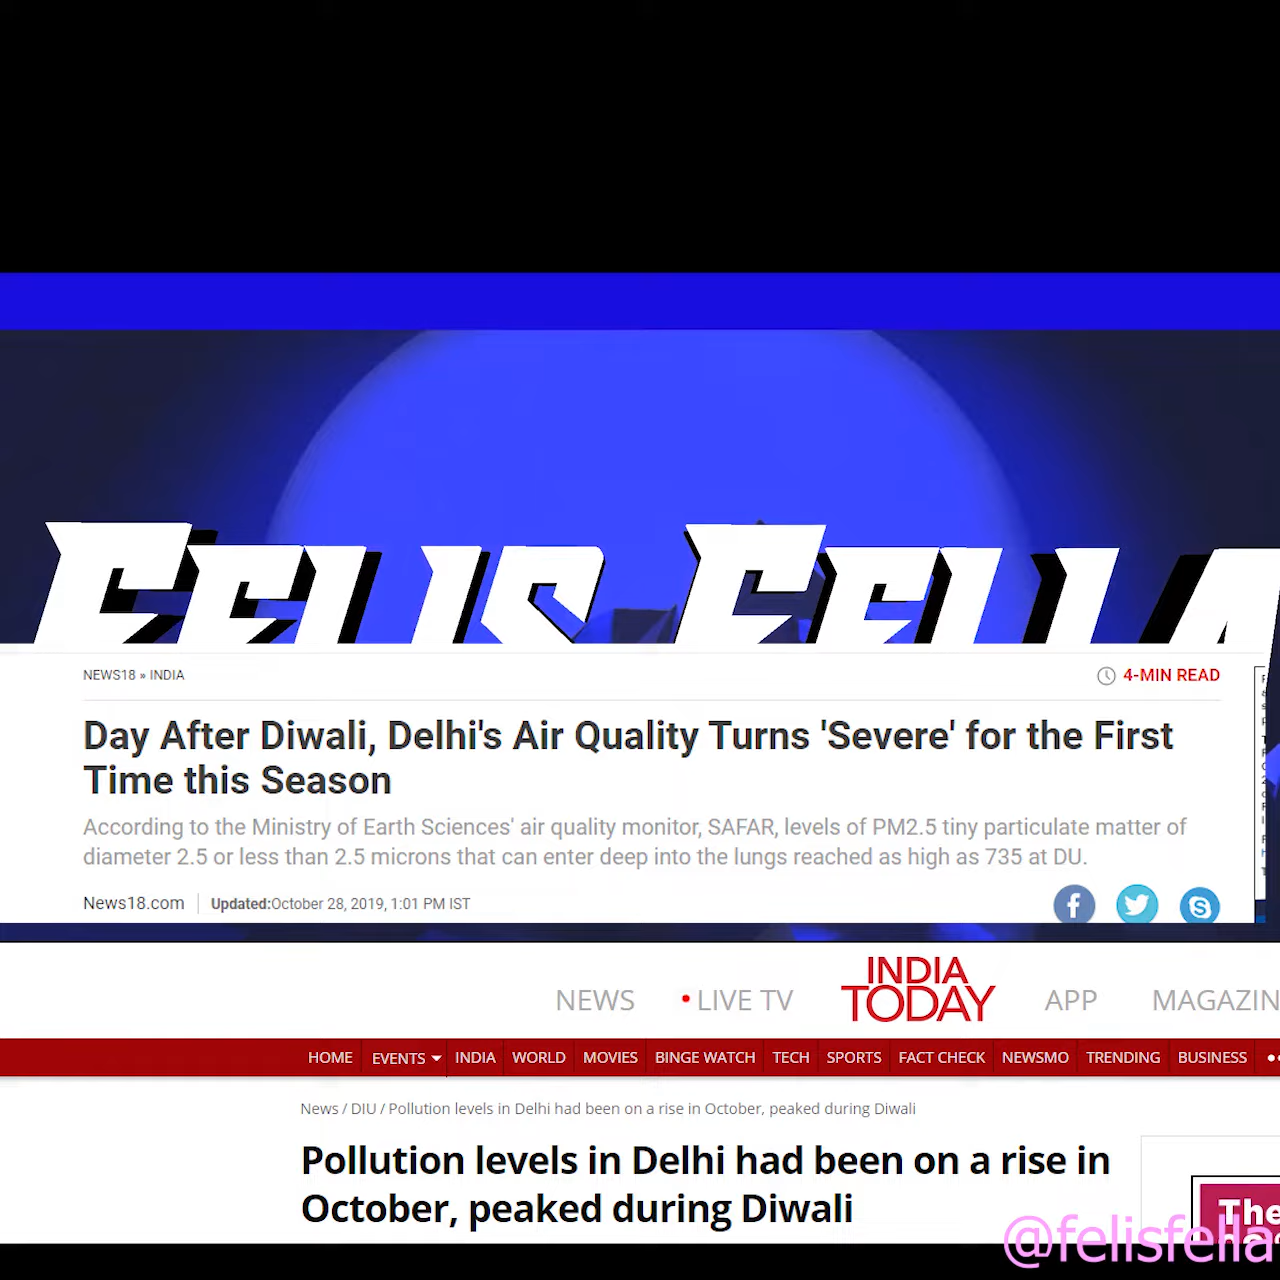 FELIS FELLA
NEWS18 » INDIA
4-MIN READ
Day After Diwali, Delhi's Air Quality Turns 'Severe' for the First
Time this Season
According to the Ministry of Earth Sciences' air quality monitor, SAFAR, levels of PM2.5 tiny particulate matter of
diameter 2.5 or less than 2.5 microns that can enter deep into the lungs reached as high as 735 at DU.
News18.com
Updated:October 28, 2019, 1:01 PM IST
NEWS LIVE TV INDIA TODAY APP MAGAZIN
HOME EVENTS INDIA WORLD MOVIES BINGE WATCH TECH SPORTS FACT CHECK NEWSMO TRENDING BUSINESS
News / DIU / Pollution levels in Delhi had been on a rise in October, peaked during Diwali
Pollution levels in Delhi had been on a rise in
October, peaked during Diwali
The
@felisfella